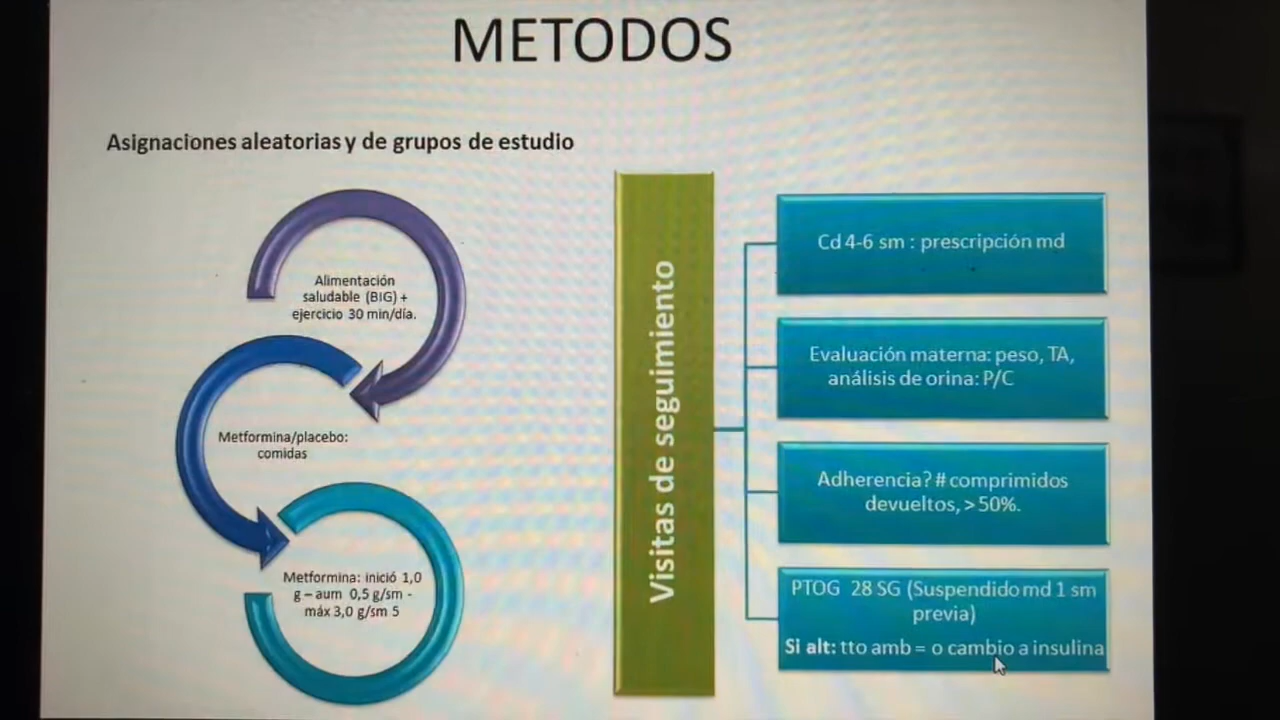 METODOS
Asignaciones aleatorias y de grupos de estudio
Alimentación
saludable (BIG) +
ejercicio 30 min/día.
Metformina/placebo:
comidas
Metformina: inició 1,0
g – aum 0,5 g/sm -
máx 3,0 g/sm 5
Visitas de seguimiento
Cd 4-6 sm : prescripción md
Evaluación materna: peso, TA,
análisis de orina: P/C
Adherencia? # comprimidos
devueltos, > 50%.
PTOG 28 SG (Suspendido md 1 sm
previa)
Si alt: tto amb = o cambio a insulina